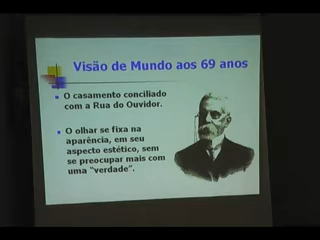 Visão de Mundo aos 69 anos
O casamento conciliado
com a Rua do Ouvidor.
O olhar se fixa na
aparência, em seu
aspecto estético, sem
se preocupar mais com
uma "verdade".